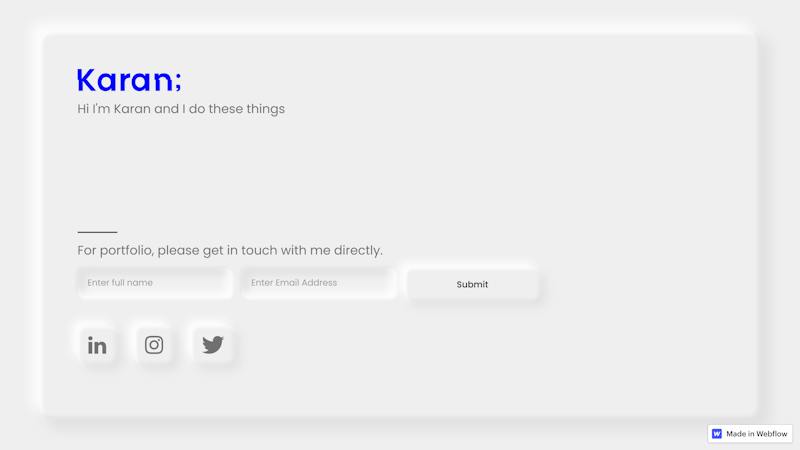 Karan;
Hi I'm Karan and I do these things
For portfolio, please get in touch with me directly.
Enter full name
Enter Email Address
Submit
in
Made in Webflow